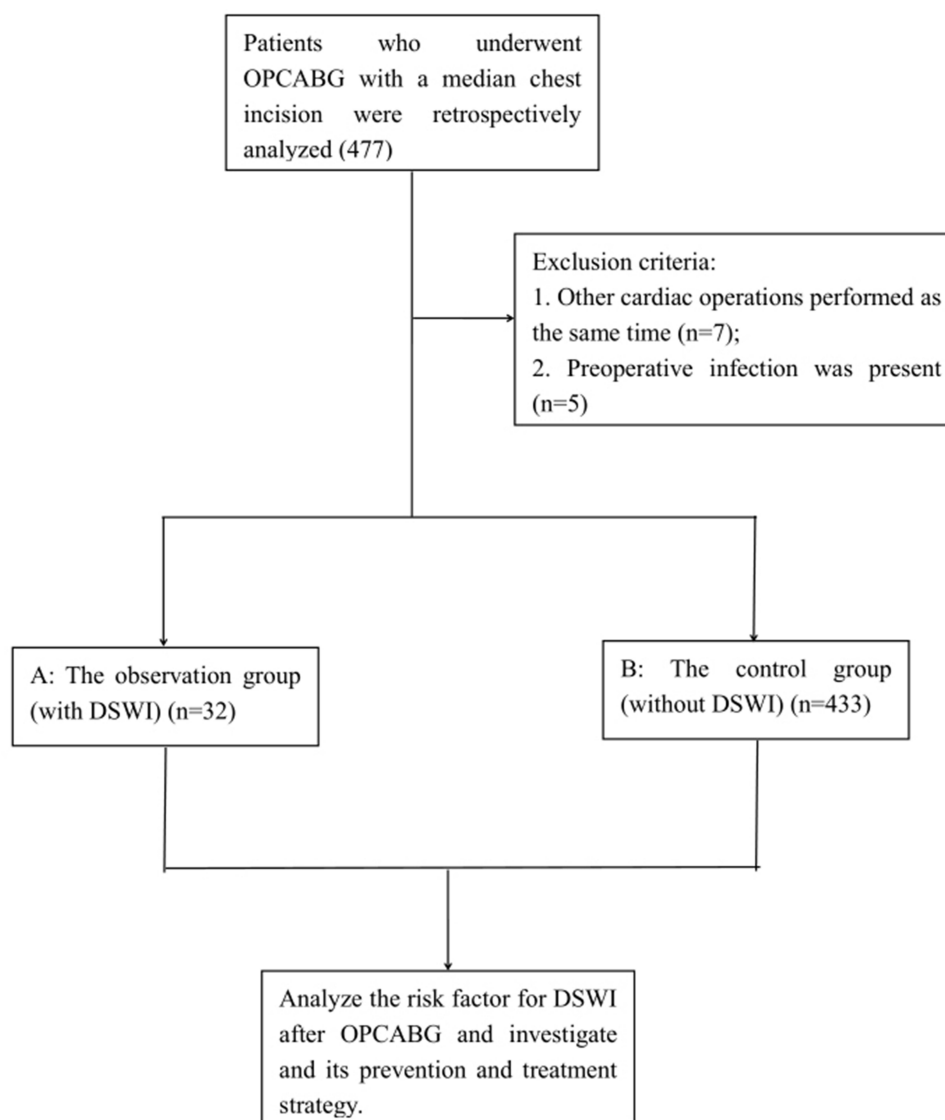 Patients who underwent
OPCABG with a median chest
incision were retrospectively
analyzed (477)
Exclusion criteria:
1. Other cardiac operations performed as
the same time (n=7);
2. Preoperative infection was present
(n=5)
A: The observation group
(with DSWI) (n=32)
B: The control group
(without DSWI) (n=433)
Analyze the risk factor for DSWI
after OPCABG and investigate
and its prevention and treatment
strategy.